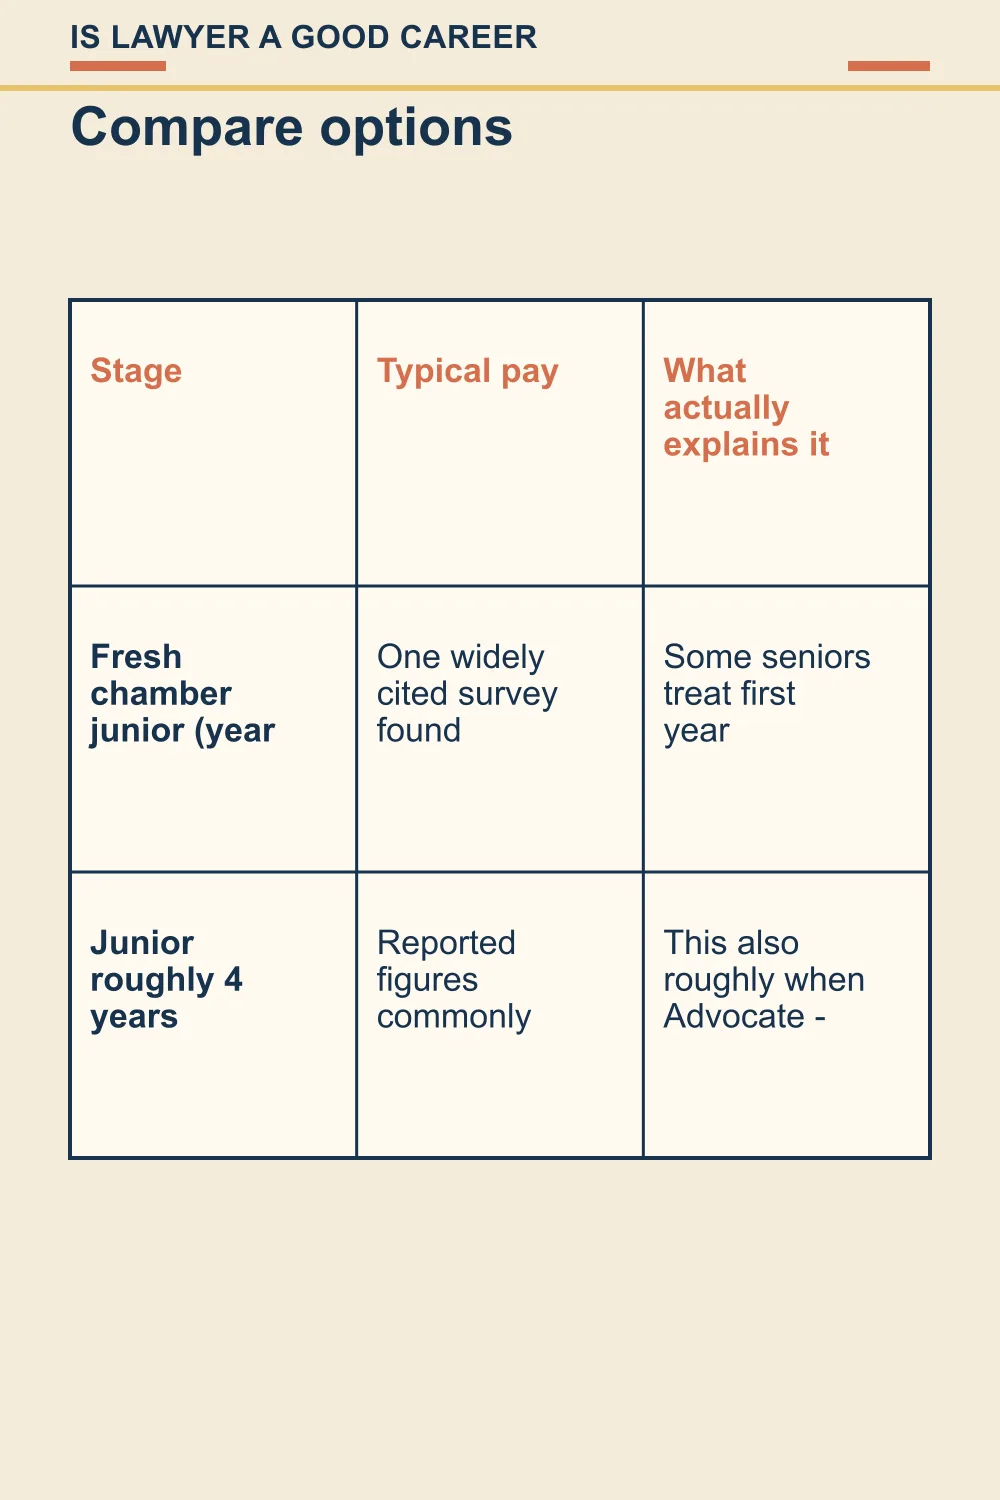 IS LAWYER A GOOD CAREER
Compare options
Stage
Typical pay
What
actually
explains it
Fresh
chamber
junior (year
One widely
cited survey
found
Some seniors
treat first
year
Junior
roughly 4
years
Reported
figures
commonly
This also
roughly when
Advocate -